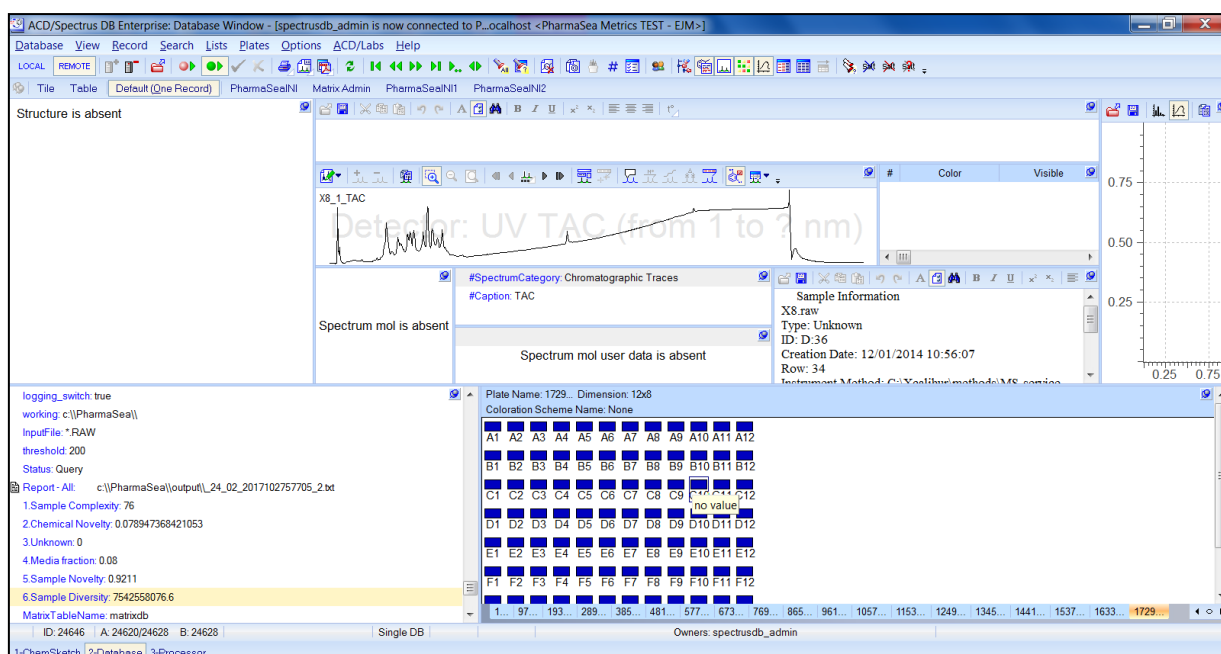 ACD/Spectrus DB Enterprise: Database Window - [spectrusdb_admin is now connected to P...ocalhost <PharmaSea Metrics TEST - EJM>]
Database View Record Search Lists Plates Options ACD/Labs Help
LOCAL REMOTE
Tile Table Default (One Record) PharmaSeaINI Matrix Admin PharmaSeaINI1 PharmaSeaINI2
Structure is absent
# Color Visible
X8_1_TAC
Detector: UV TAC (from 1 to ? nm)
0.75
0.50
0.25
0.25 0.75
#SpectrumCategory: Chromatographic Traces
#Caption: TAC
Spectrum mol is absent
Spectrum mol user data is absent
Sample Information
X8.raw
Type: Unknown
ID: D:36
Creation Date: 12/01/2014 10:56:07
Row: 34
Instrument Method: C:\Xcalibur\methods\MS_service
logging_switch: true
working: c:\\PharmaSea\\
InputFile: *.RAW
threshold: 200
Status: Query
Report - All: c:\\PharmaSea\\output\\_24_02_2017102757705_2.txt
1.Sample Complexity: 76
2.Chemical Novelty: 0.078947368421053
3.Unknown: 0
4.Media fraction: 0.08
5.Sample Novelty: 0.9211
6.Sample Diversity: 7542558076.6
MatrixTableName: matrixdb
Plate Name: 1729... Dimension: 12x8
Coloration Scheme Name: None
A1 A2 A3 A4 A5 A6 A7 A8 A9 A10 A11 A12
B1 B2 B3 B4 B5 B6 B7 B8 B9 B10 B11 B12
C1 C2 C3 C4 C5 C6 C7 C8 C9 C10 C11 C12
no value
D1 D2 D3 D4 D5 D6 D7 D8 D9 D10 D11 D12
E1 E2 E3 E4 E5 E6 E7 E8 E9 E10 E11 E12
F1 F2 F3 F4 F5 F6 F7 F8 F9 F10 F11 F12
1... 97... 193... 289... 385... 481... 577... 673... 769... 865... 961... 1057... 1153... 1249... 1345... 1441... 1537... 1633... 1729...
ID: 24646 A: 24620/24628 B: 24628 Single DB Owners: spectrusdb_admin
1-ChemSketch 2-Database 3-Processor